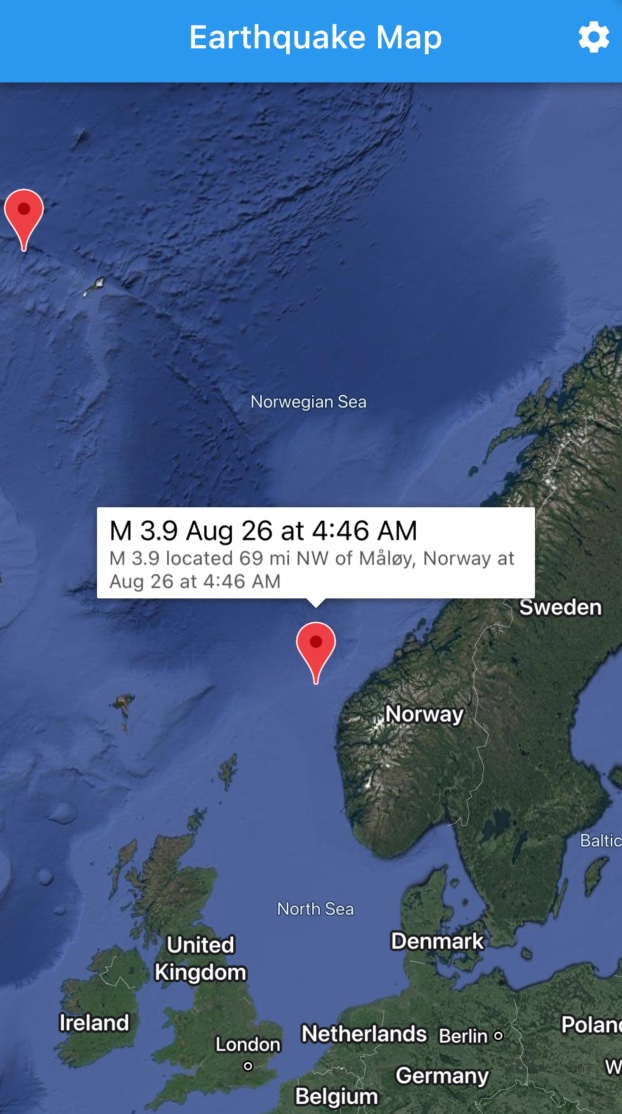 Earthquake Map
Norwegian Sea
M 3.9 Aug 26 at 4:46 AM
M 3.9 located 69 mi NW of Måløy, Norway at
Aug 26 at 4:46 AM
Sweden
Norway
Baltic
North Sea
Denmark
United
Kingdom
Ireland
Netherlands
Berlin
Poland
London
W
Germany
Belgium